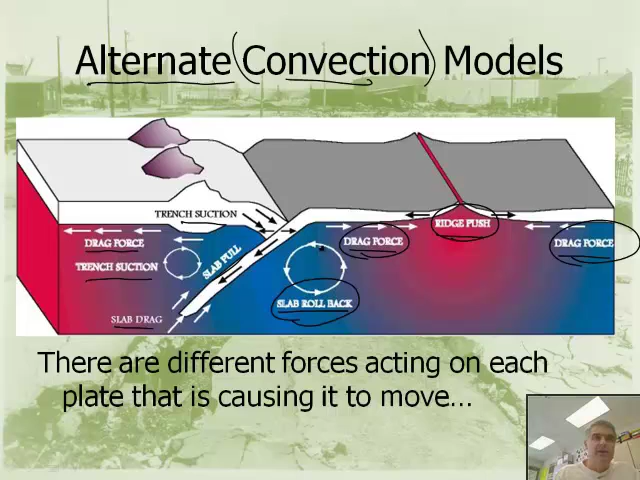 Alternate (Convection) Models
TRENCH SUCTION
DRAG FORCE
TRENCH SUCTION
SLAB PULL
SLAB DRAG
SLAB ROLL BACK
DRAG FORCE
RIDGE PUSH
DRAG FORCE
There are different forces acting on each
plate that is causing it to move…